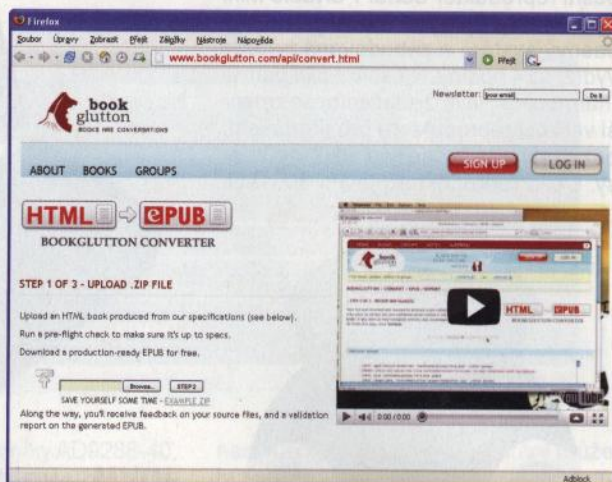 Firefox
Soubor Úpravy Zobrazit Přejít Záložky Nástroje Nápověda
www.bookglutton.com/api/convert.html Přejít
Newsletter: your email Do it
book
glutton
BOOKS ARE CONVERSATIONS
ABOUT BOOKS GROUPS SIGN UP LOG IN
HTML ePUB
BOOKGLUTTON CONVERTER
STEP 1 OF 3 - UPLOAD .ZIP FILE
Upload an HTML book produced from our specifications (see below).
Run a pre-flight check to make sure it's up to specs.
Download a production-ready EPUB for free.
Browse... STEP 2
SAVE YOURSELF SOME TIME - EXAMPLE.ZIP
Along the way, you'll receive feedback on your source files, and a validation
report on the generated EPUB.
book
glutton
HTML EPUB
You Tube
0:00 / 0:00
Adblock